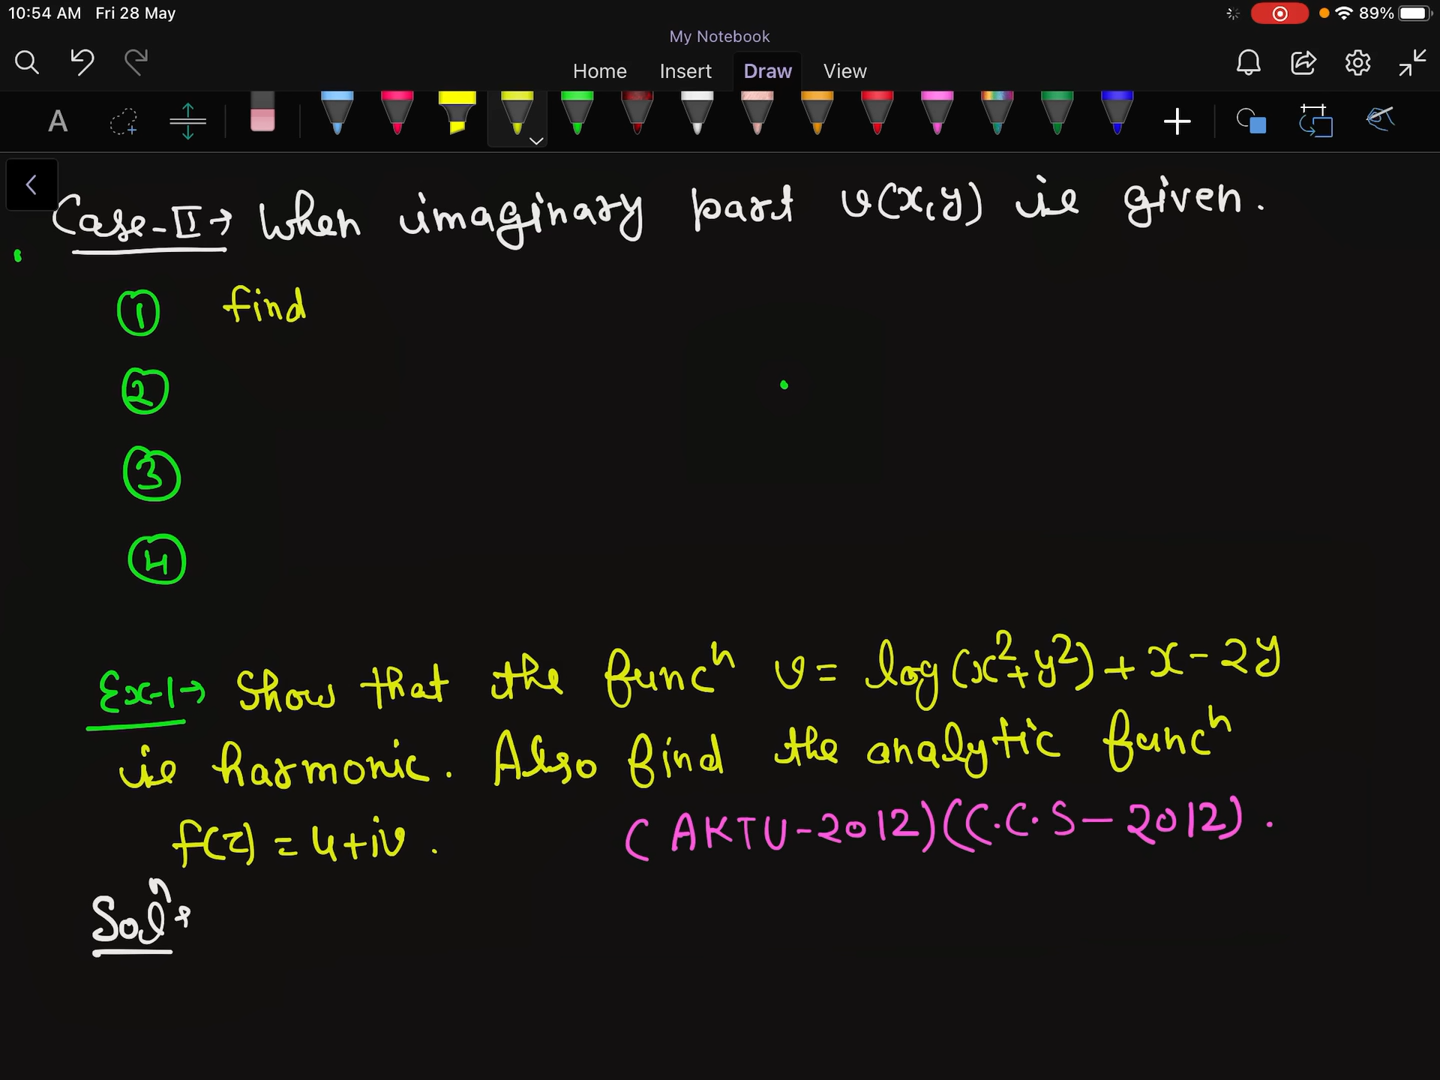 10:54 AM Fri 28 May
89%
My Notebook
Home Insert Draw View
A
Case-II→ When imaginary part v(x,y) is given.
① find
②
③
④
Ex-1→ Show that the funcⁿ v = log(x²+y²)+x-2y
is harmonic. Also find the analytic funcⁿ
f(z) = u+iv. (AKTU-2012)(C.C.S-2012).
Solⁿ: